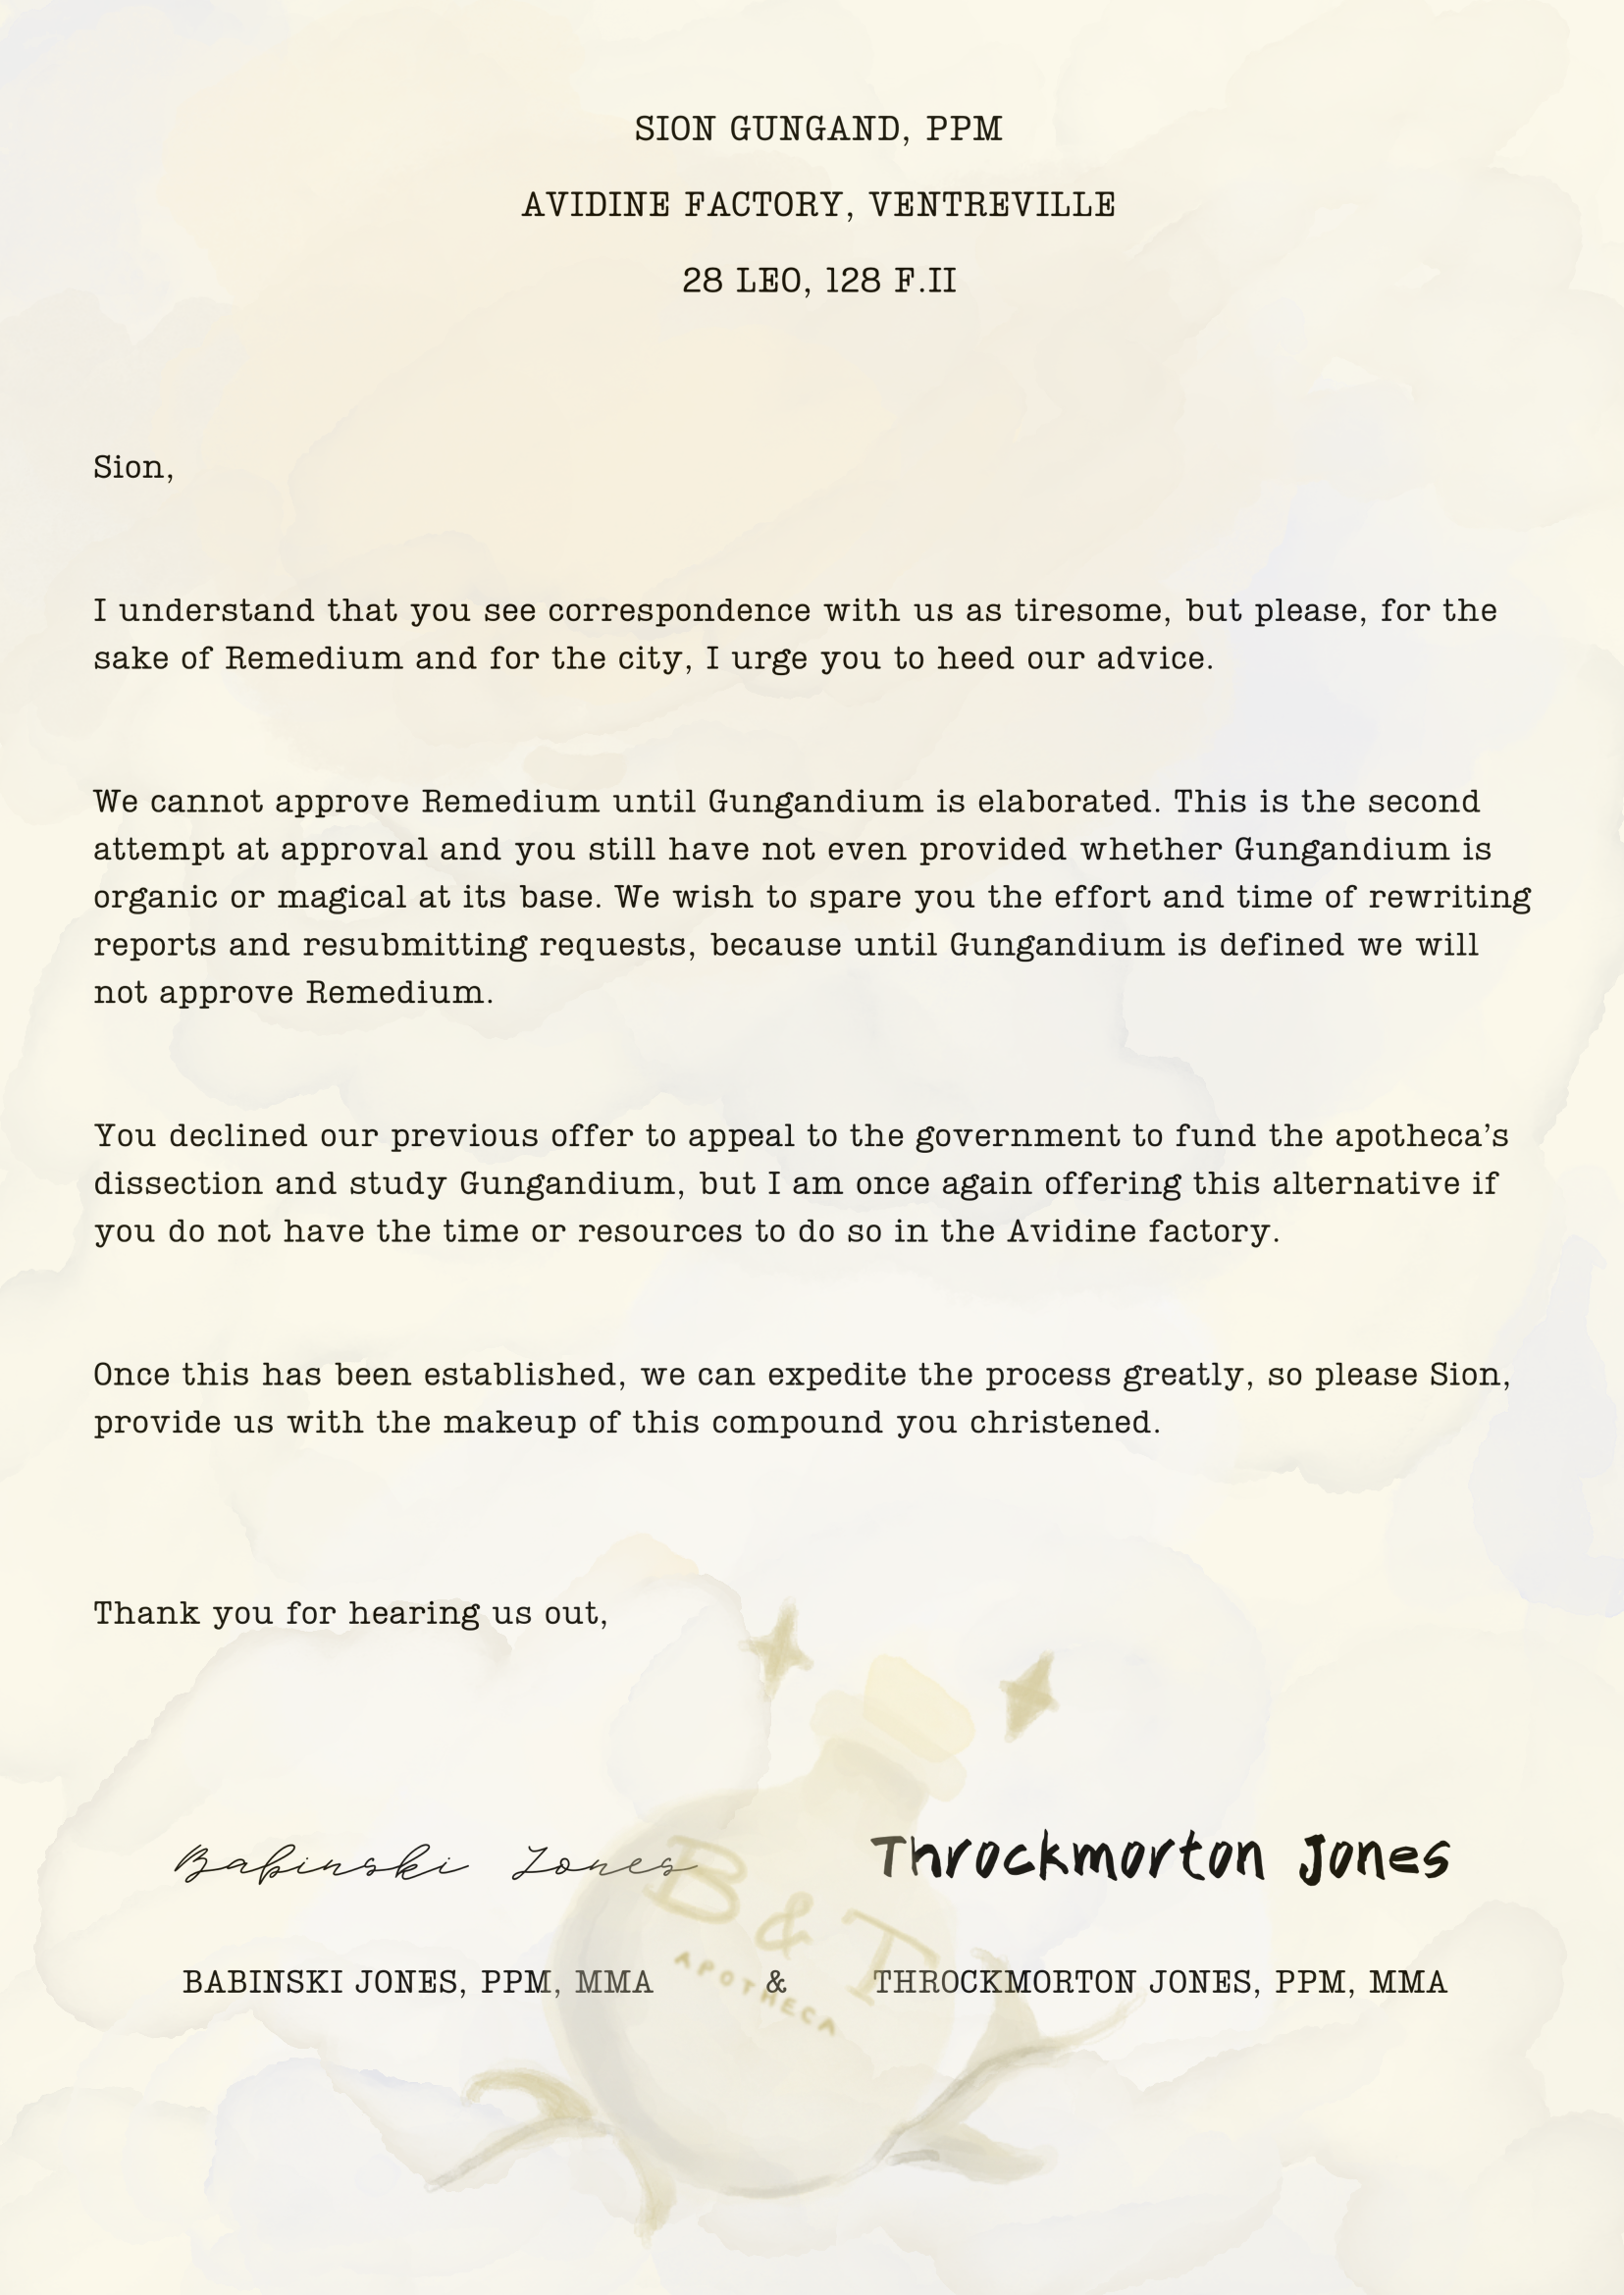 SION GUNGAND, PPM
AVIDINE FACTORY, VENTREVILLE
28 LEO, 128 F.II
Sion,
I understand that you see correspondence with us as tiresome, but please, for the
sake of Remedium and for the city, I urge you to heed our advice.
We cannot approve Remedium until Gungandium is elaborated. This is the second
attempt at approval and you still have not even provided whether Gungandium is
organic or magical at its base. We wish to spare you the effort and time of rewriting
reports and resubmitting requests, because until Gungandium is defined we will
not approve Remedium.
You declined our previous offer to appeal to the government to fund the apotheca’s
dissection and study Gungandium, but I am once again offering this alternative if
you do not have the time or resources to do so in the Avidine factory.
Once this has been established, we can expedite the process greatly, so please Sion,
provide us with the makeup of this compound you christened.
Thank you for hearing us out,
Babinski Jones Throckmorton Jones
B & T
APOTHECA
BABINSKI JONES, PPM, MMA & THROCKMORTON JONES, PPM, MMA